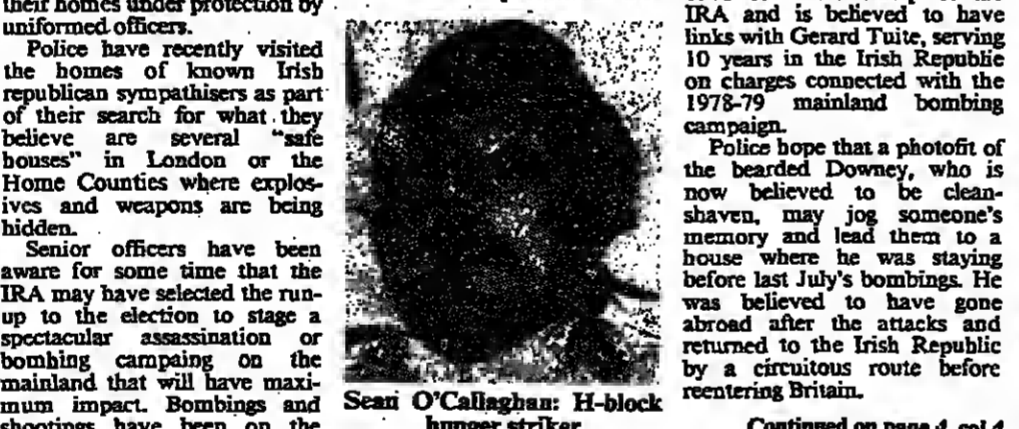 their homes under protection by
uniformed officers.
Police have recently visited
the homes of known Irish
republican sympathisers as part
of their search for what they
believe are several "safe
houses" in London or the
Home Counties where explos-
ives and weapons are being
hidden.
Senior officers have been
aware for some time that the
IRA may have selected the run-
up to the election to stage a
spectacular assassination or
bombing campaing on the
mainland that will have maxi-
mum impact. Bombings and
shootings have been on the
Sean O'Callaghan: H-block
hunger striker
IRA and is believed to have
links with Gerard Tuite, serving
10 years in the Irish Republic
on charges connected with the
1978-79 mainland bombing
campaign.
Police hope that a photofit of
the bearded Downey, who is
now believed to be clean-
shaven, may jog someone's
memory and lead them to a
house where he was staying
before last July's bombings. He
was believed to have gone
abroad after the attacks and
returned to the Irish Republic
by a circuitous route before
reentering Britain.
Continued on page 4, col 4